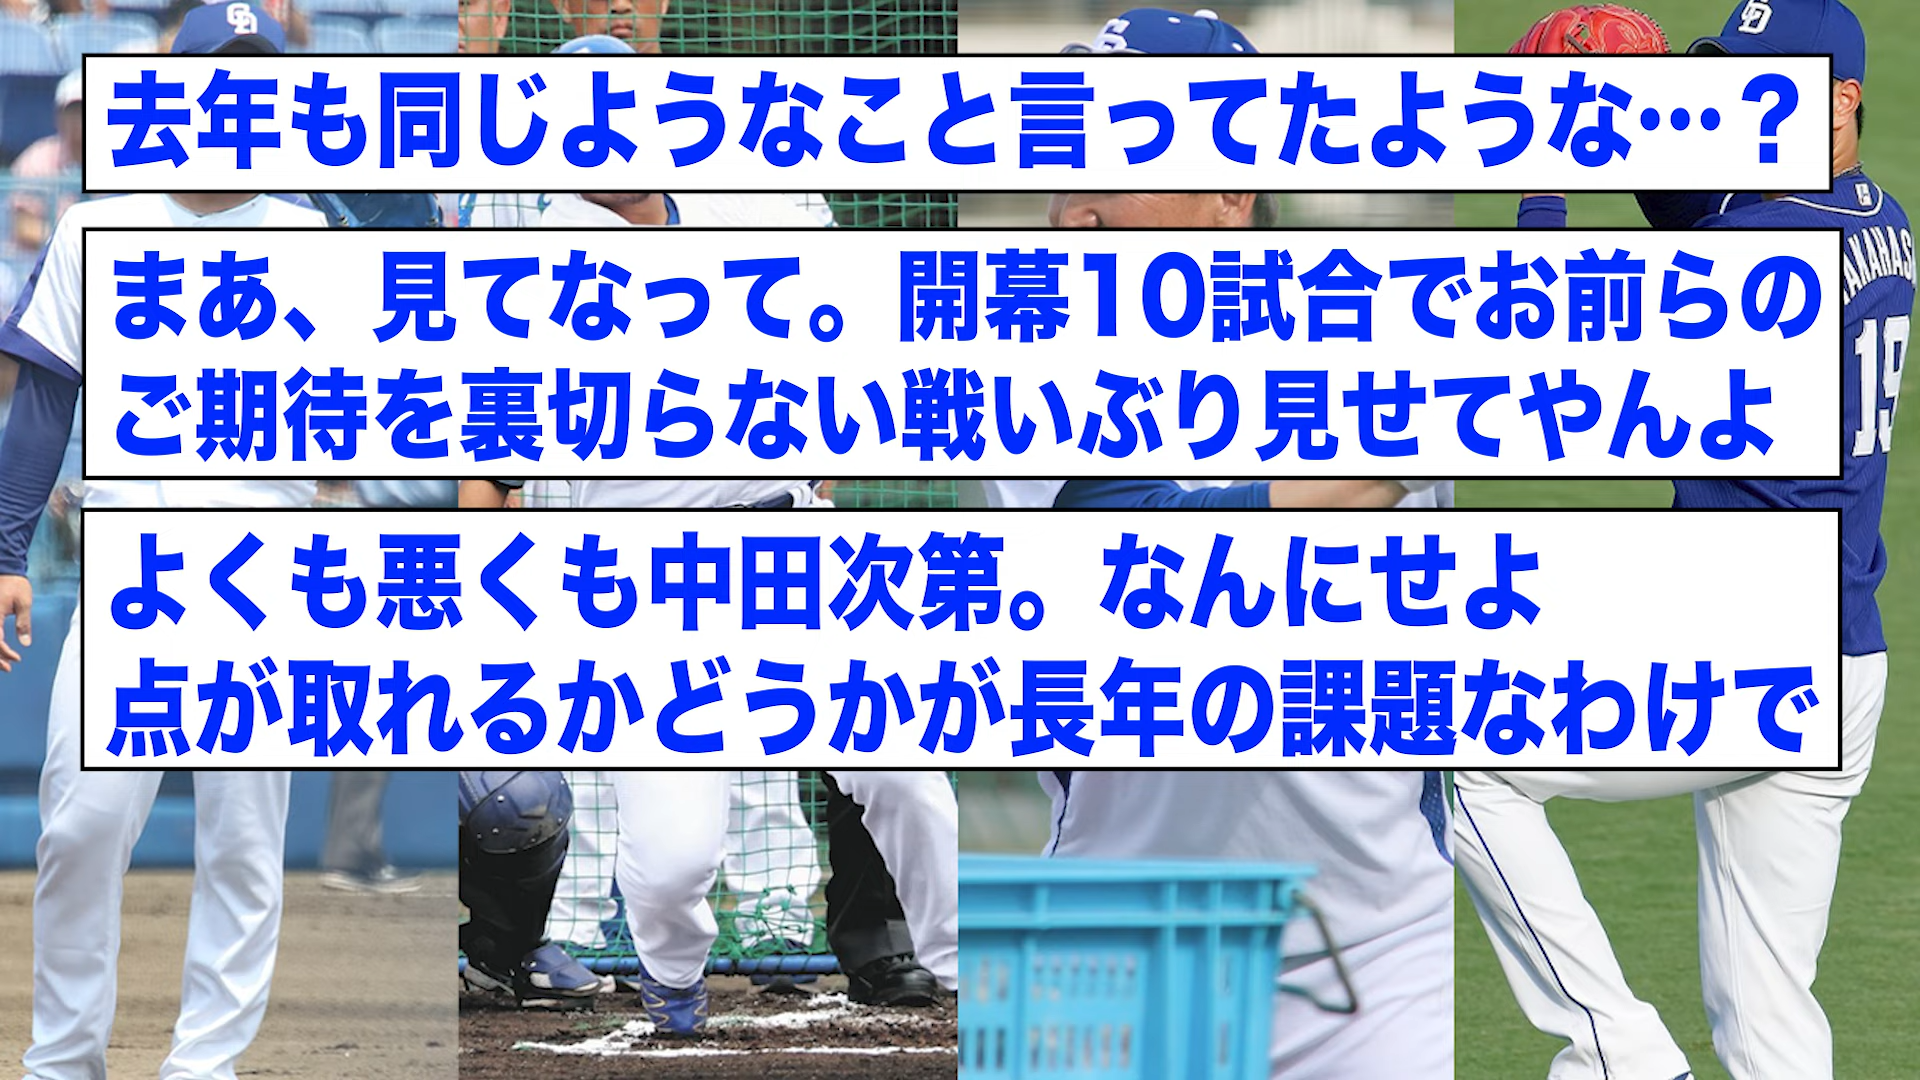 去年も同じようなこと言ってたような…？
まあ、見てなって。開幕10試合でお前らの
ご期待を裏切らない戦いぶり見せてやんよ
よくも悪くも中田次第。なんにせよ
点が取れるかどうかが長年の課題なわけで
CD
CD
19